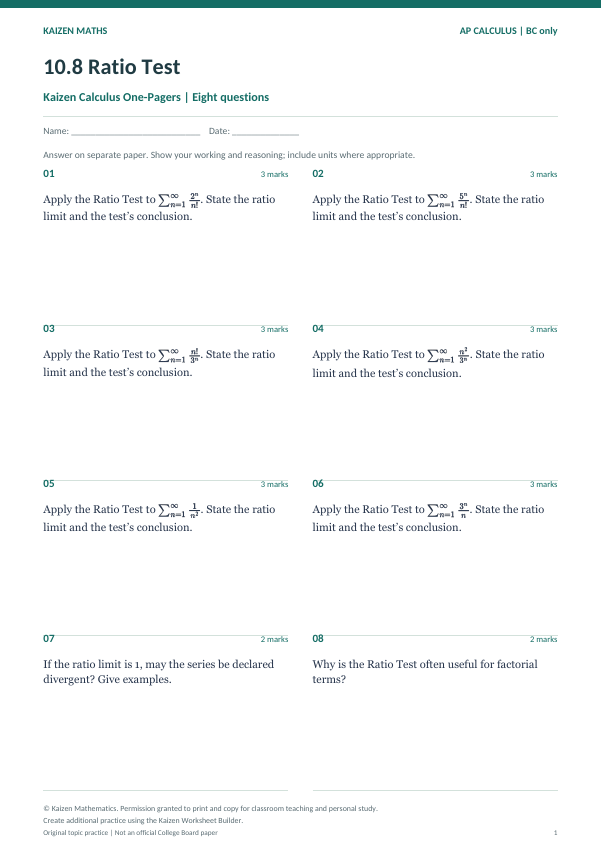 KAIZEN MATHS
AP CALCULUS | BC only
10.8 Ratio Test
Kaizen Calculus One-Pagers | Eight questions
Name: ____________________________ Date: ______________
Answer on separate paper. Show your working and reasoning; include units where appropriate.
01 3 marks
Apply the Ratio Test to ∑_{n=1}^{∞} 2ⁿ/n!. State the ratio
limit and the test’s conclusion.
02 3 marks
Apply the Ratio Test to ∑_{n=1}^{∞} 5ⁿ/n!. State the ratio
limit and the test’s conclusion.
03 3 marks
Apply the Ratio Test to ∑_{n=1}^{∞} n!/3ⁿ. State the ratio
limit and the test’s conclusion.
04 3 marks
Apply the Ratio Test to ∑_{n=1}^{∞} n²/3ⁿ. State the ratio
limit and the test’s conclusion.
05 3 marks
Apply the Ratio Test to ∑_{n=1}^{∞} 1/n². State the ratio
limit and the test’s conclusion.
06 3 marks
Apply the Ratio Test to ∑_{n=1}^{∞} 3ⁿ/n. State the ratio
limit and the test’s conclusion.
07 2 marks
If the ratio limit is 1, may the series be declared
divergent? Give examples.
08 2 marks
Why is the Ratio Test often useful for factorial
terms?
© Kaizen Mathematics. Permission granted to print and copy for classroom teaching and personal study.
Create additional practice using the Kaizen Worksheet Builder.
Original topic practice | Not an official College Board paper
1